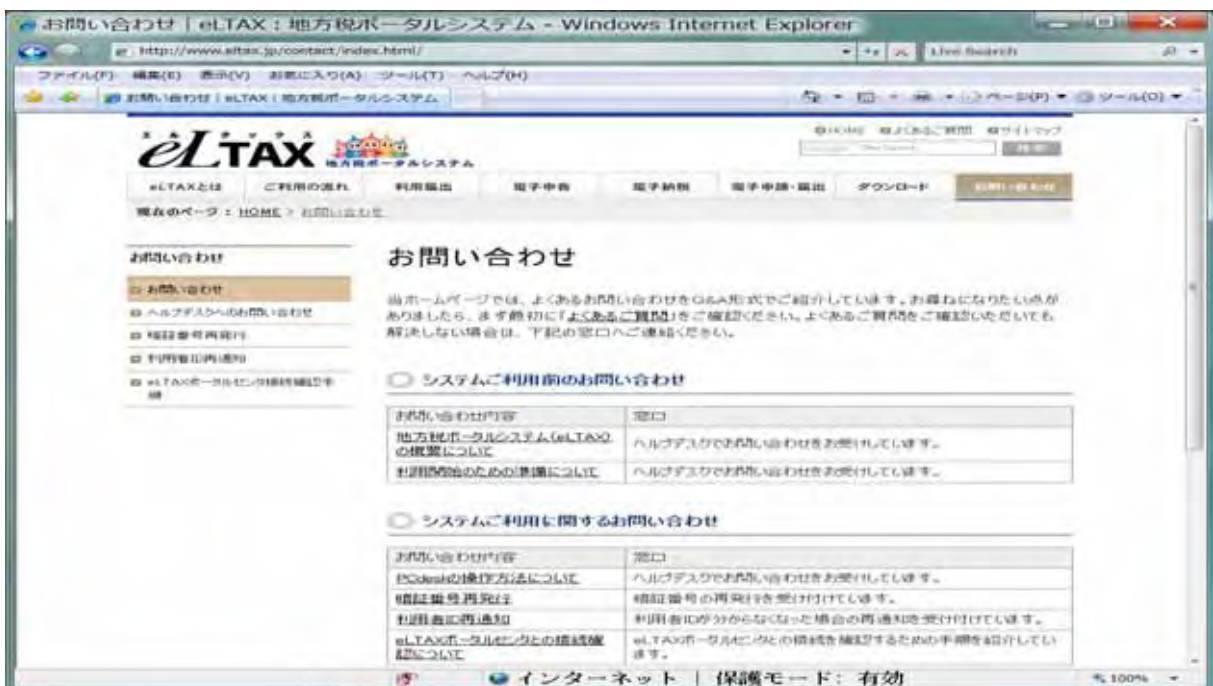 お問い合わせ | eLTAX：地方税ポータルシステム - Windows Internet Explorer
http://www.eltax.jp/contact/index.html/
Live Search
ファイル(F) 編集(E) 表示(V) お気に入り(A) ツール(T) ヘルプ(H)
お問い合わせ | eLTAX | 地方税ポータルシステム
ページ(P) ツール(O)
エルタックス
HOME よくあるご質問 サイトマップ
eLTAX 地方税ポータルシステム
検索
eLTAXとは ご利用の流れ 利用届出 電子申告 電子納税 電子申請・届出 ダウンロード お問い合わせ
現在のページ：HOME > お問い合わせ
お問い合わせ
お問い合わせ
ヘルプデスクへのお問い合わせ
暗証番号再発行
利用者ID再通知
eLTAXポータルセンタ接続確認手順
お問い合わせ
当ホームページでは、よくあるお問い合わせをQ&A形式でご紹介しています。お尋ねになりたい点が
ありましたら、まず最初に「よくあるご質問」をご確認ください。よくあるご質問をご確認いただいても
解決しない場合は、下記の窓口へご連絡ください。
システムご利用前のお問い合わせ
お問い合わせ内容 窓口
地方税ポータルシステム(eLTAX)
の概要について
ヘルプデスクでお問い合わせをお受けしています。
利用開始のための準備について ヘルプデスクでお問い合わせをお受けしています。
システムご利用に関するお問い合わせ
お問い合わせ内容 窓口
PCdeskの操作方法について ヘルプデスクでお問い合わせをお受けしています。
暗証番号再発行 暗証番号の再発行を受け付けています。
利用者ID再通知 利用者IDが分からなくなった場合の再通知を受け付けています。
eLTAXポータルセンタとの接続確
認について
eLTAXポータルセンタとの接続を確認するための手順を紹介してい
ます。
インターネット | 保護モード: 有効
100%